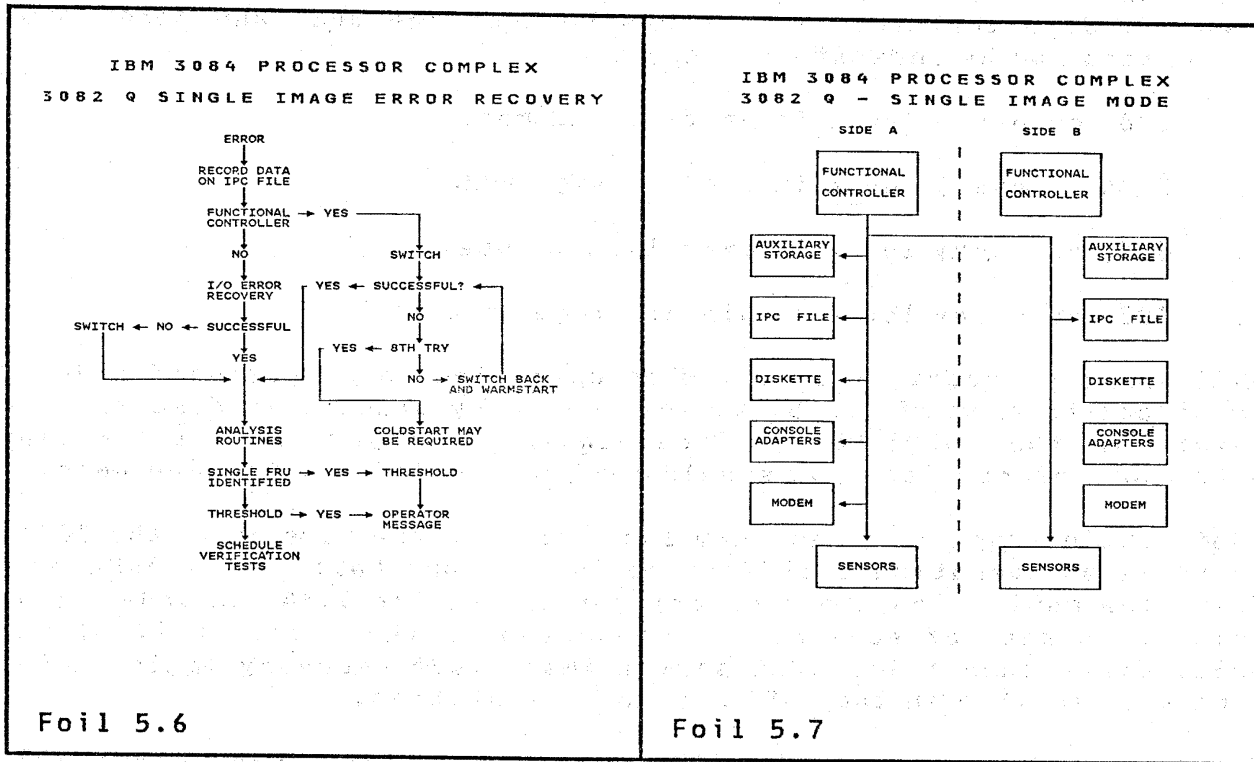 IBM 3084 PROCESSOR COMPLEX
3082 Q SINGLE IMAGE ERROR RECOVERY
ERROR
RECORD DATA
ON IPC FILE
FUNCTIONAL
CONTROLLER
YES
NO
SWITCH
I/O ERROR
RECOVERY
YES
SUCCESSFUL?
SWITCH
NO
SUCCESSFUL
NO
YES
YES
8TH TRY
NO
SWITCH BACK
AND WARMSTART
ANALYSIS
ROUTINES
COLDSTART MAY
BE REQUIRED
SINGLE FRU
IDENTIFIED
YES
THRESHOLD
THRESHOLD
YES
OPERATOR
MESSAGE
SCHEDULE
VERIFICATION
TESTS
Foil 5.6
IBM 3084 PROCESSOR COMPLEX
3082 Q - SINGLE IMAGE MODE
SIDE A
SIDE B
FUNCTIONAL
CONTROLLER
FUNCTIONAL
CONTROLLER
AUXILIARY
STORAGE
AUXILIARY
STORAGE
IPC FILE
IPC FILE
DISKETTE
DISKETTE
CONSOLE
ADAPTERS
CONSOLE
ADAPTERS
MODEM
MODEM
SENSORS
SENSORS
Foil 5.7